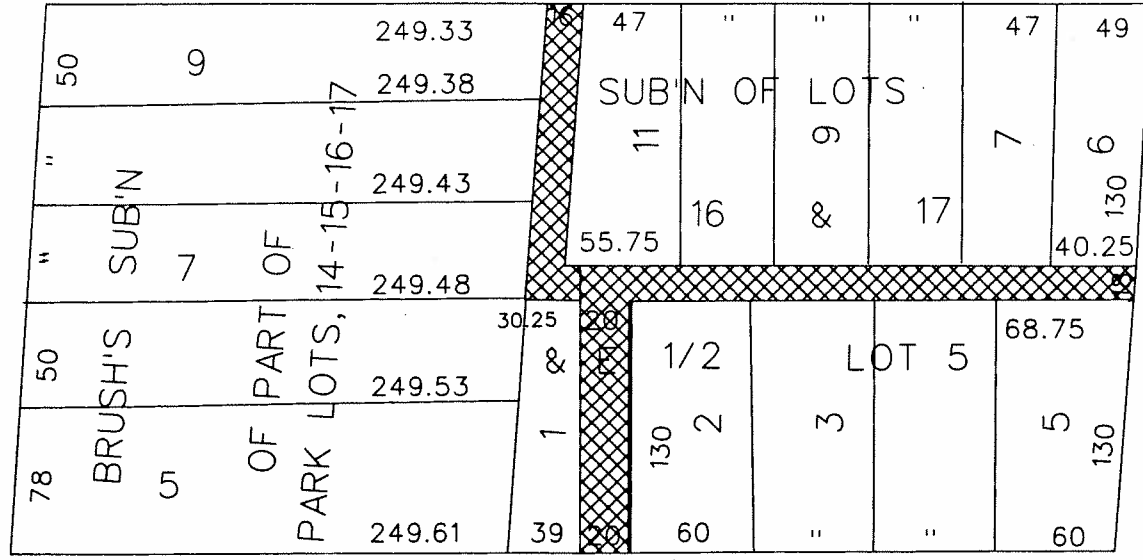 50
9
249.33
249.38
"
249.43
"
7
249.48
50
249.53
78
5
249.61
BRUSH'S SUB'N
OF PART OF
PARK LOTS, 14-15-16-17
16
47 " " " 47 49
SUB'N OF LOTS
11 9 7 6
16 & 17
130
55.75
40.25
18
30.25
20
68.75
E 1/2 LOT 5
1 & 2 3 5
130
130
39
20
60 " " 60